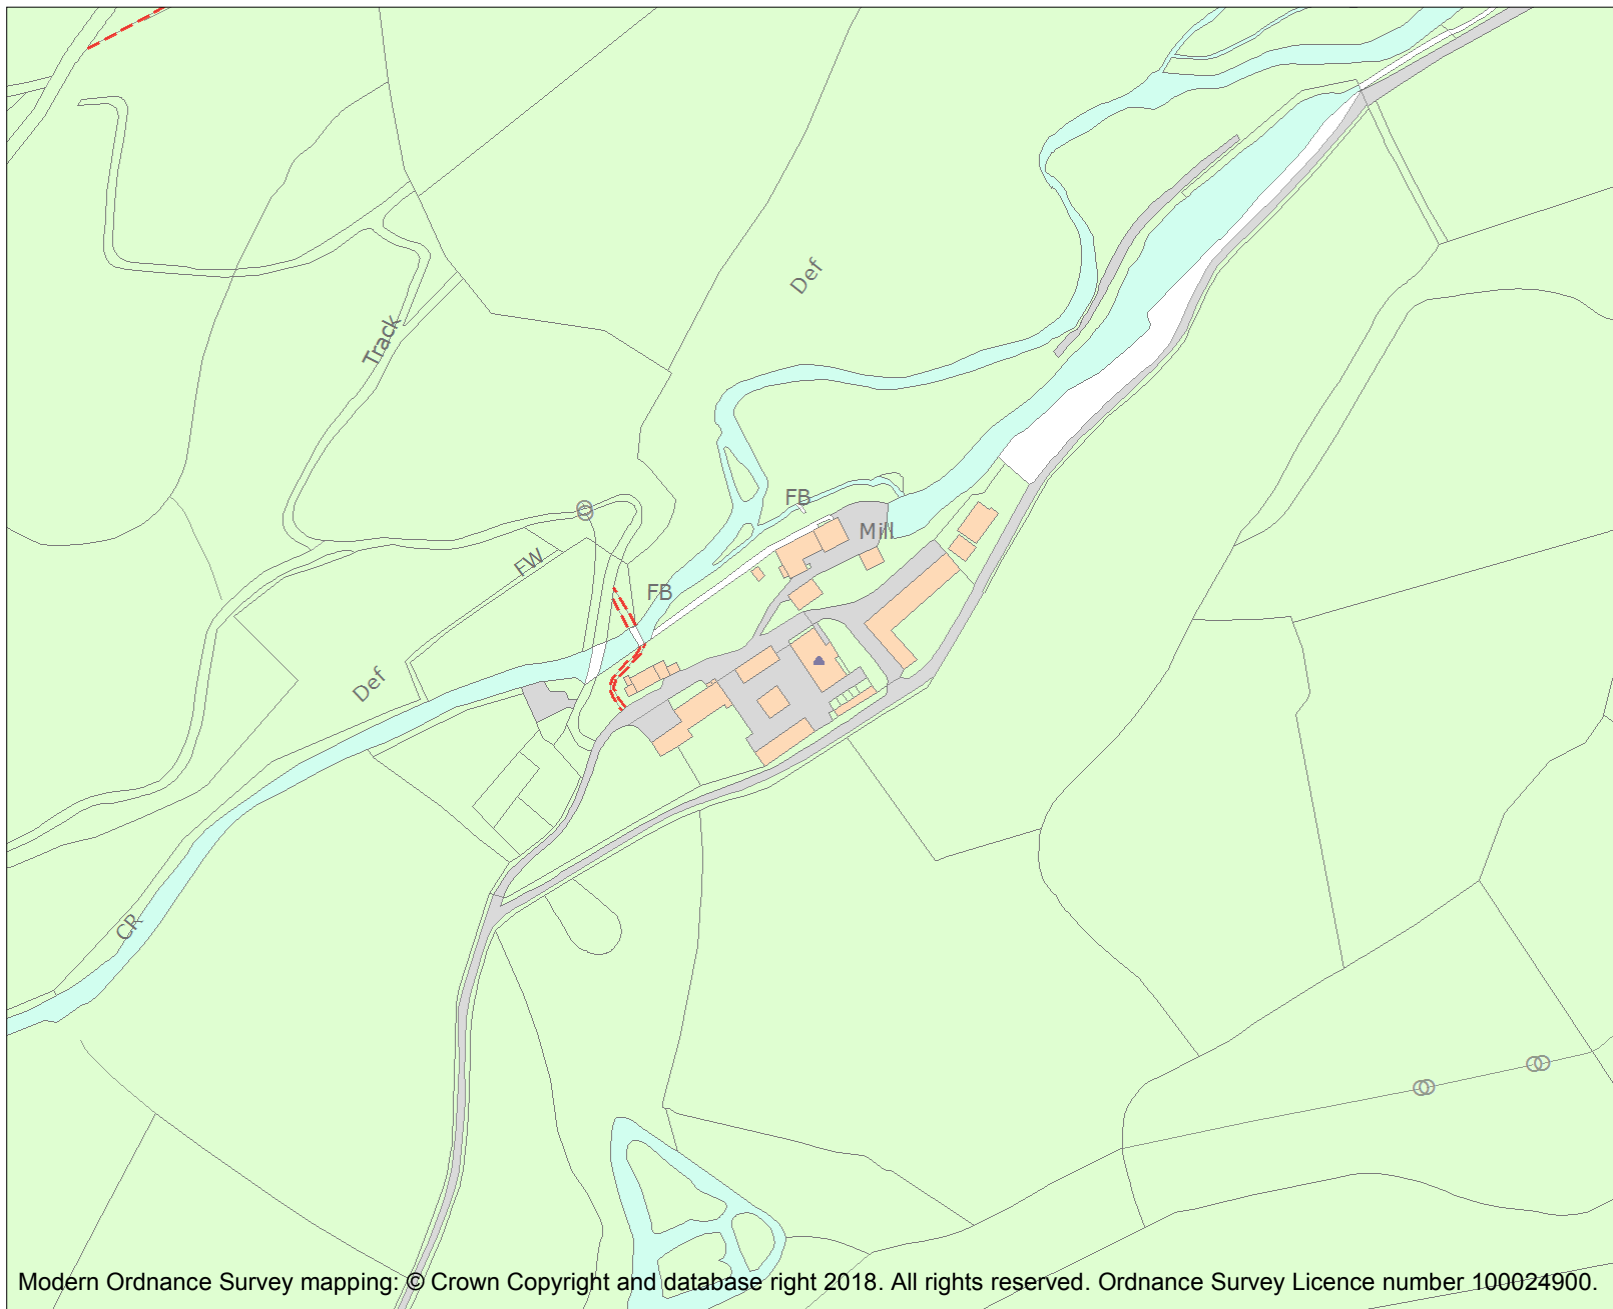 Def
Track
FB
Mill
FW
FB
Def
CR
Modern Ordnance Survey mapping: © Crown Copyright and database right 2018. All rights reserved. Ordnance Survey Licence number 100024900.